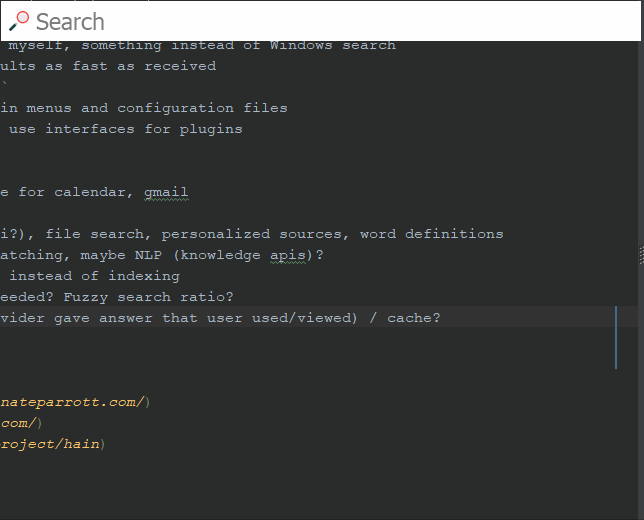 Search
myself, something instead of Windows search
ults as fast as received
`
in menus and configuration files
use interfaces for plugins
e for calendar, gmail
i?), file search, personalized sources, word definitions
atching, maybe NLP (knowledge apis)?
instead of indexing
eeded? Fuzzy search ratio?
vider gave answer that user used/viewed) / cache?
nateparrott.com/)
com/)
roject/hain)